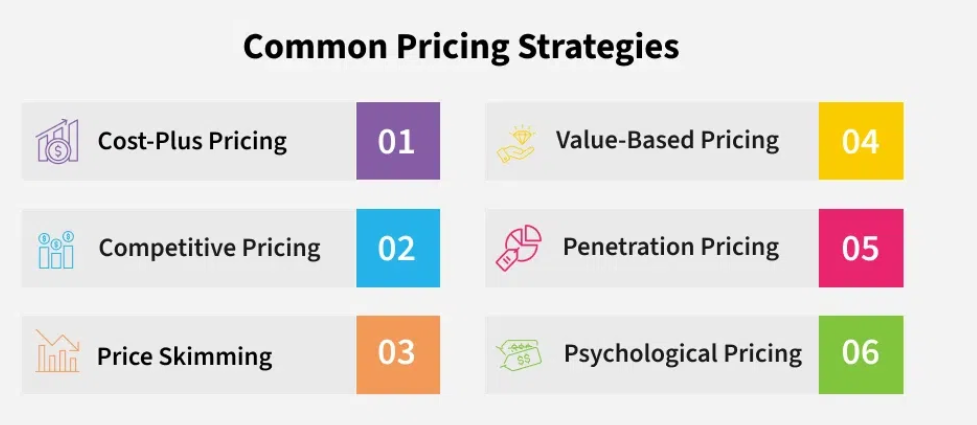 Common Pricing Strategies
Cost-Plus Pricing 01
Competitive Pricing 02
Price Skimming 03
Value-Based Pricing 04
Penetration Pricing 05
Psychological Pricing 06